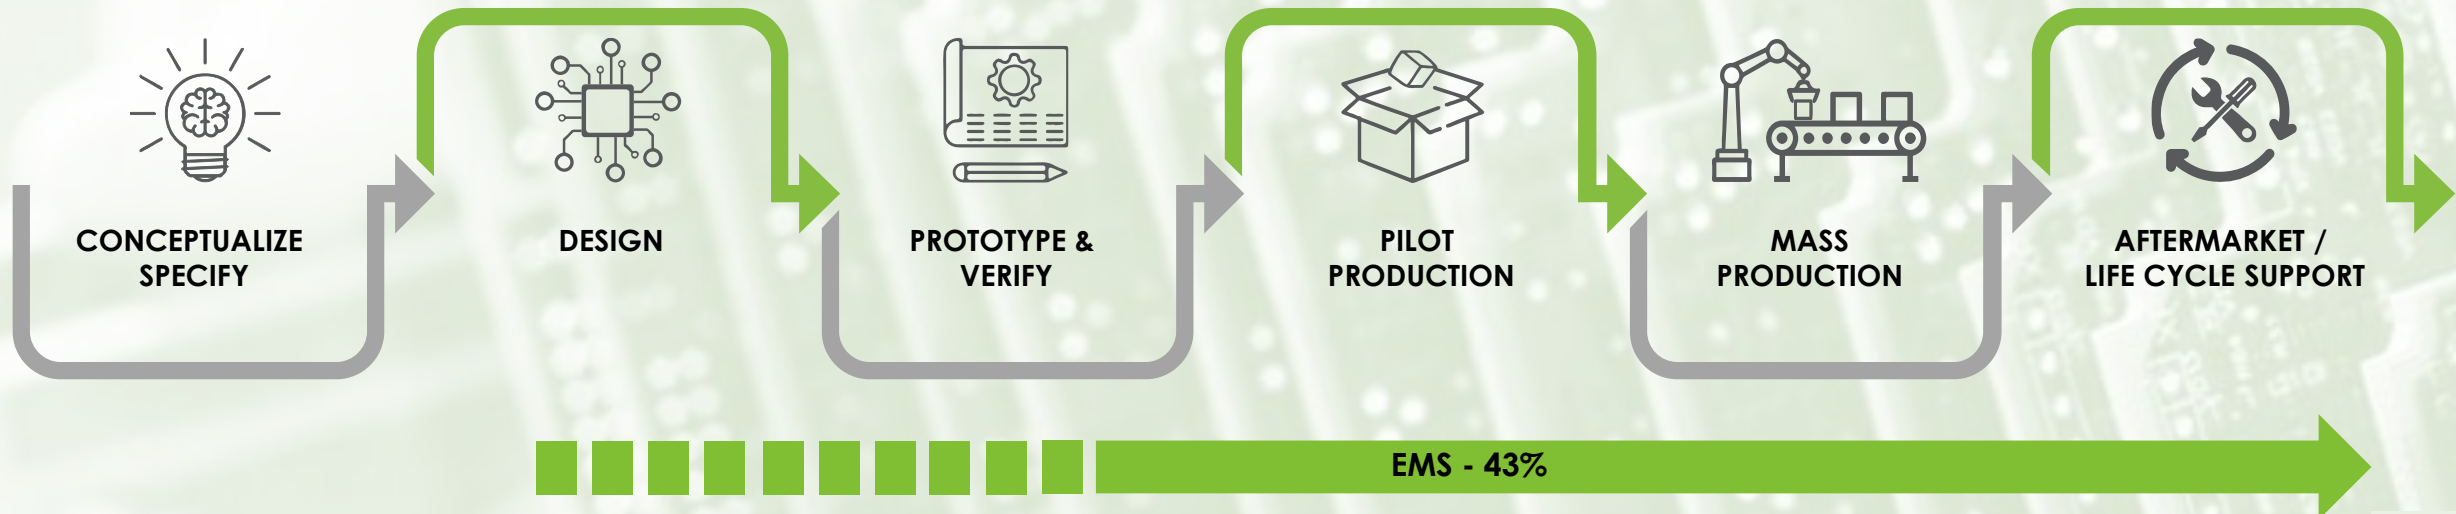 CONCEPTUALIZE
SPECIFY
DESIGN
PROTOTYPE &
VERIFY
PILOT
PRODUCTION
MASS
PRODUCTION
AFTERMARKET /
LIFE CYCLE SUPPORT
EMS - 43%